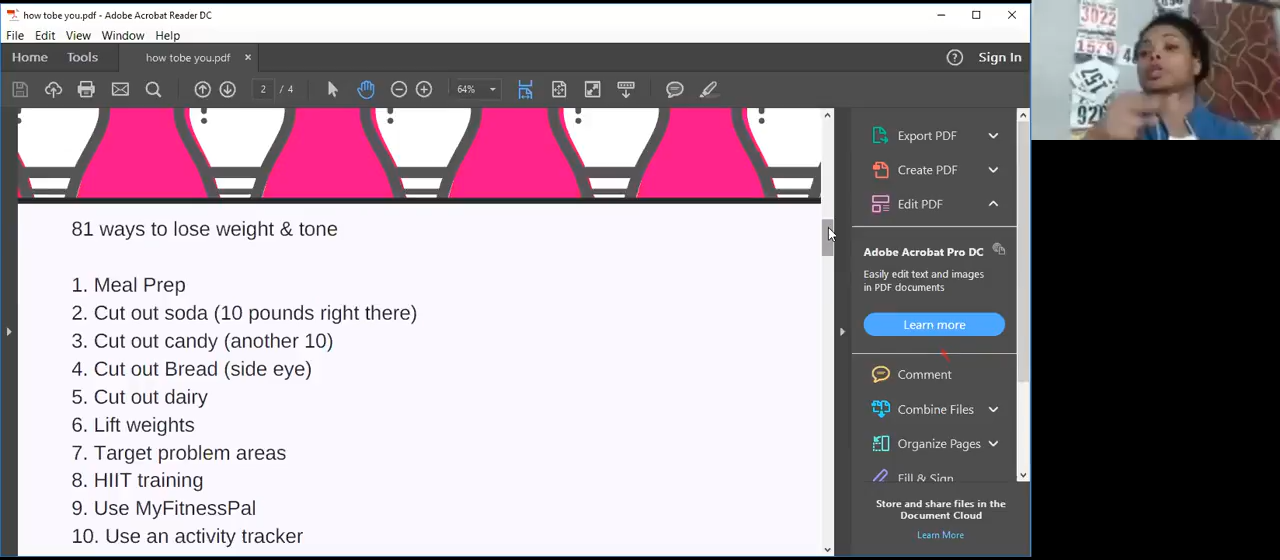 how tobe you.pdf - Adobe Acrobat Reader DC
File Edit View Window Help
Home Tools how tobe you.pdf × ? Sign In
2 / 4 64%
81 ways to lose weight & tone
1. Meal Prep
2. Cut out soda (10 pounds right there)
3. Cut out candy (another 10)
4. Cut out Bread (side eye)
5. Cut out dairy
6. Lift weights
7. Target problem areas
8. HIIT training
9. Use MyFitnessPal
10. Use an activity tracker
Export PDF
Create PDF
Edit PDF
Adobe Acrobat Pro DC
Easily edit text and images
in PDF documents
Learn more
Comment
Combine Files
Organize Pages
Fill & Sign
Store and share files in the
Document Cloud
Learn More
3022
1579
926